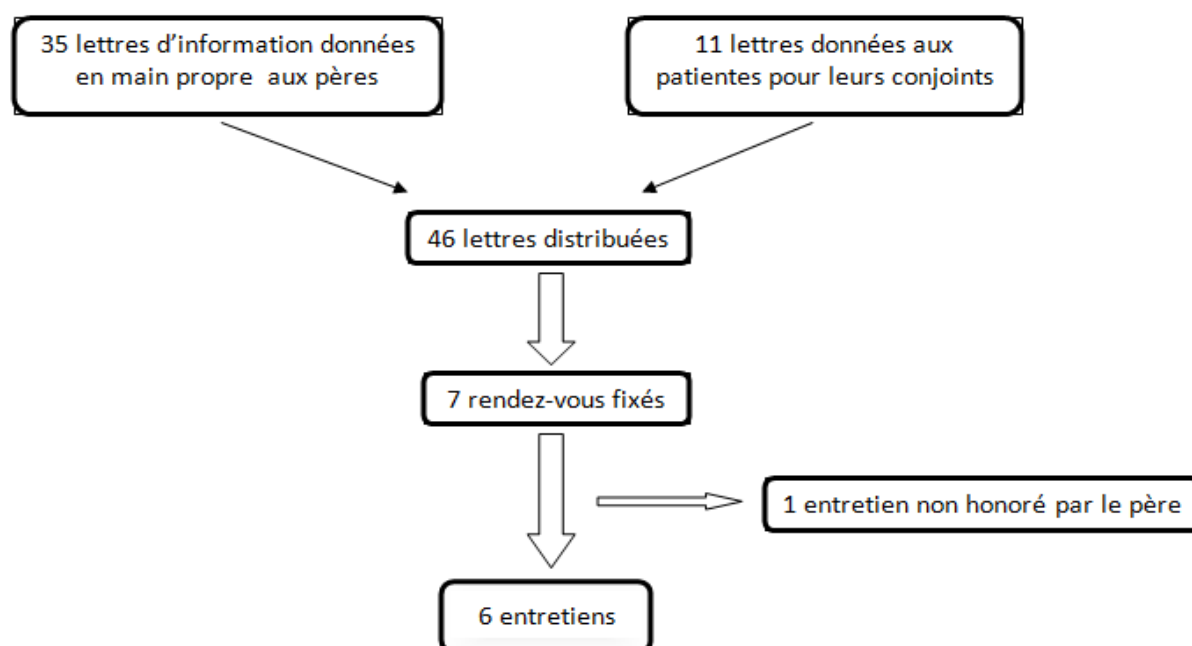 35 lettres d’information données
en main propre aux pères
11 lettres données aux
patientes pour leurs conjoints
46 lettres distribuées
7 rendez-vous fixés
1 entretien non honoré par le père
6 entretiens